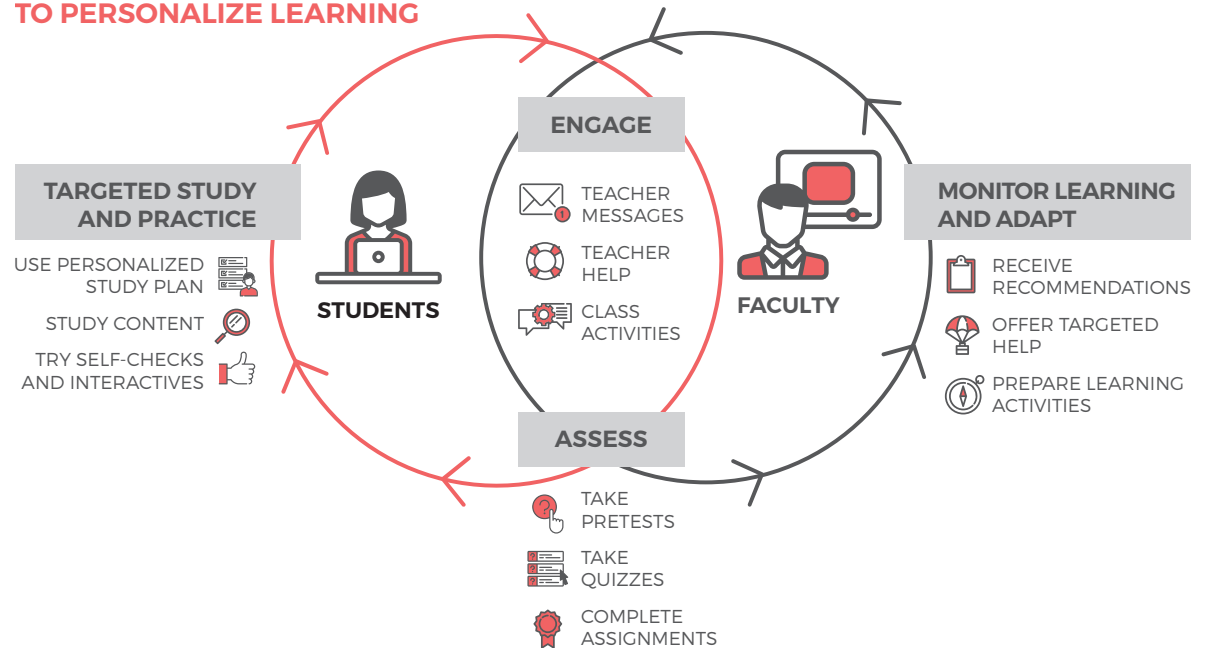 TO PERSONALIZE LEARNING
ENGAGE
TARGETED STUDY
AND PRACTICE
USE PERSONALIZED
STUDY PLAN
STUDY CONTENT
TRY SELF-CHECKS
AND INTERACTIVES
STUDENTS
TEACHER
MESSAGES
1
TEACHER
HELP
CLASS
ACTIVITIES
FACULTY
MONITOR LEARNING
AND ADAPT
RECEIVE
RECOMMENDATIONS
OFFER TARGETED
HELP
PREPARE LEARNING
ACTIVITIES
ASSESS
?
TAKE
PRETESTS
?
?
?
TAKE
QUIZZES
COMPLETE
ASSIGNMENTS